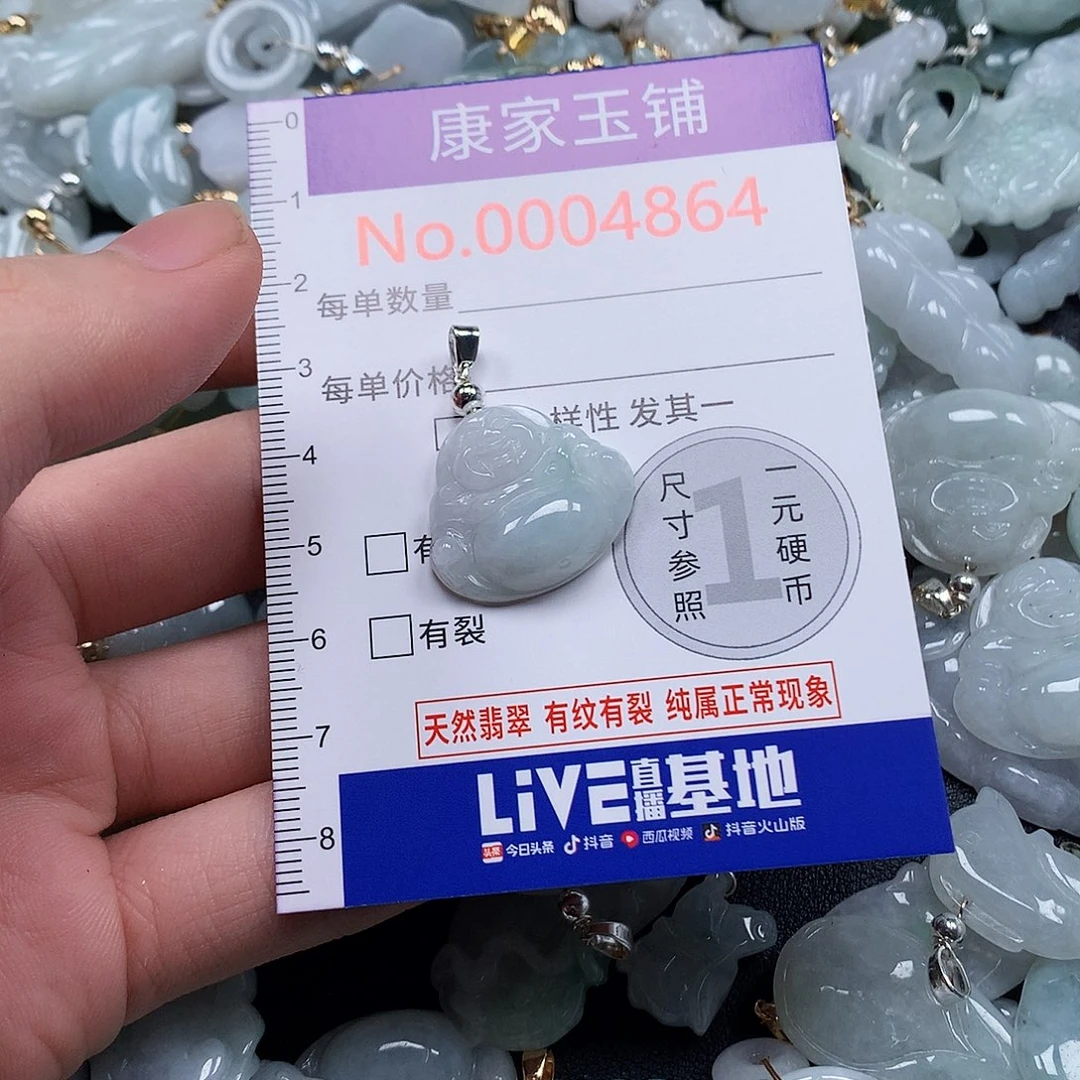 康家玉铺
No.0004864
0
1
2
3
4
5
6
7
8
每单数量
每单价格
样性 发其一
尺寸参照
1
一元硬币
有裂
天然翡翠 有纹有裂 纯属正常现象
LiVE直播基地
头条 今日头条 抖音 西瓜视频 抖音火山版